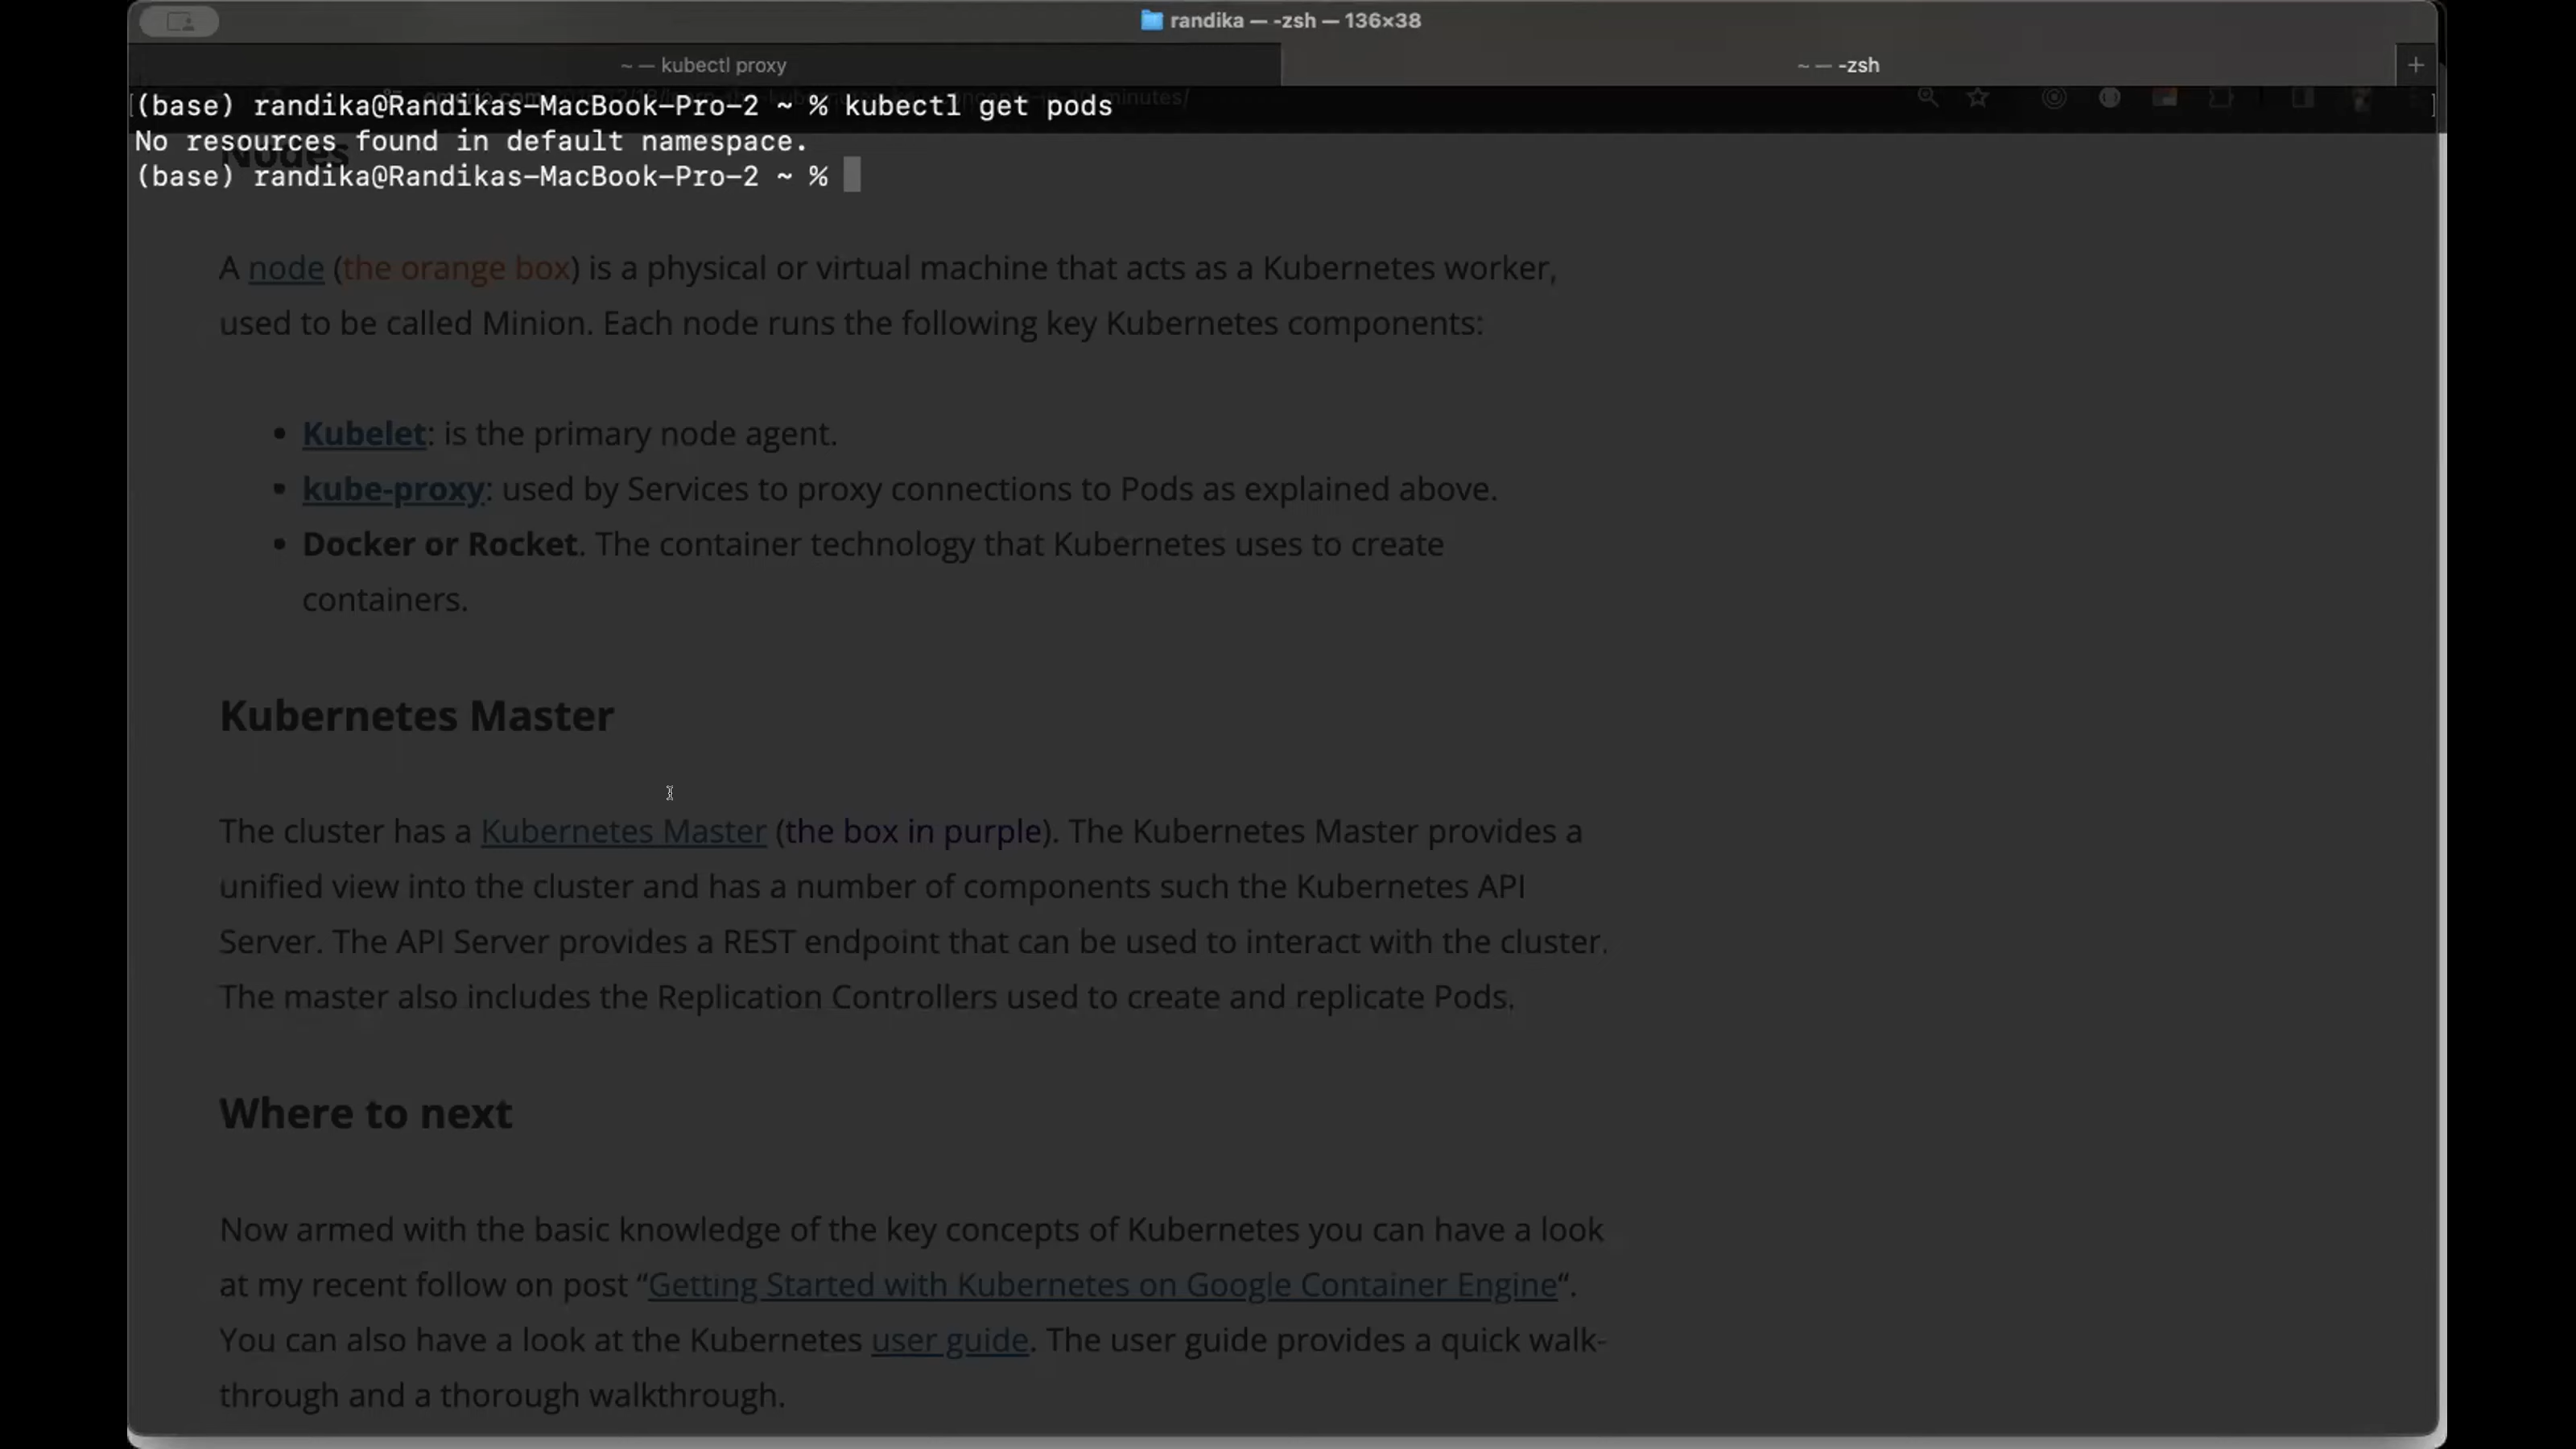 randika — -zsh — 136×38
~ — kubectl proxy
~ — -zsh
(base) randika@Randikas-MacBook-Pro-2 ~ % kubectl get pods
minutes/
No resources found in default namespace.
Nodes
(base) randika@Randikas-MacBook-Pro-2 ~ %
A node (the orange box) is a physical or virtual machine that acts as a Kubernetes worker,
used to be called Minion. Each node runs the following key Kubernetes components:
• Kubelet: is the primary node agent.
• kube-proxy: used by Services to proxy connections to Pods as explained above.
• Docker or Rocket. The container technology that Kubernetes uses to create
containers.
Kubernetes Master
The cluster has a Kubernetes Master (the box in purple). The Kubernetes Master provides a
unified view into the cluster and has a number of components such the Kubernetes API
Server. The API Server provides a REST endpoint that can be used to interact with the cluster.
The master also includes the Replication Controllers used to create and replicate Pods.
Where to next
Now armed with the basic knowledge of the key concepts of Kubernetes you can have a look
at my recent follow on post “Getting Started with Kubernetes on Google Container Engine“.
You can also have a look at the Kubernetes user guide. The user guide provides a quick walk-
through and a thorough walkthrough.